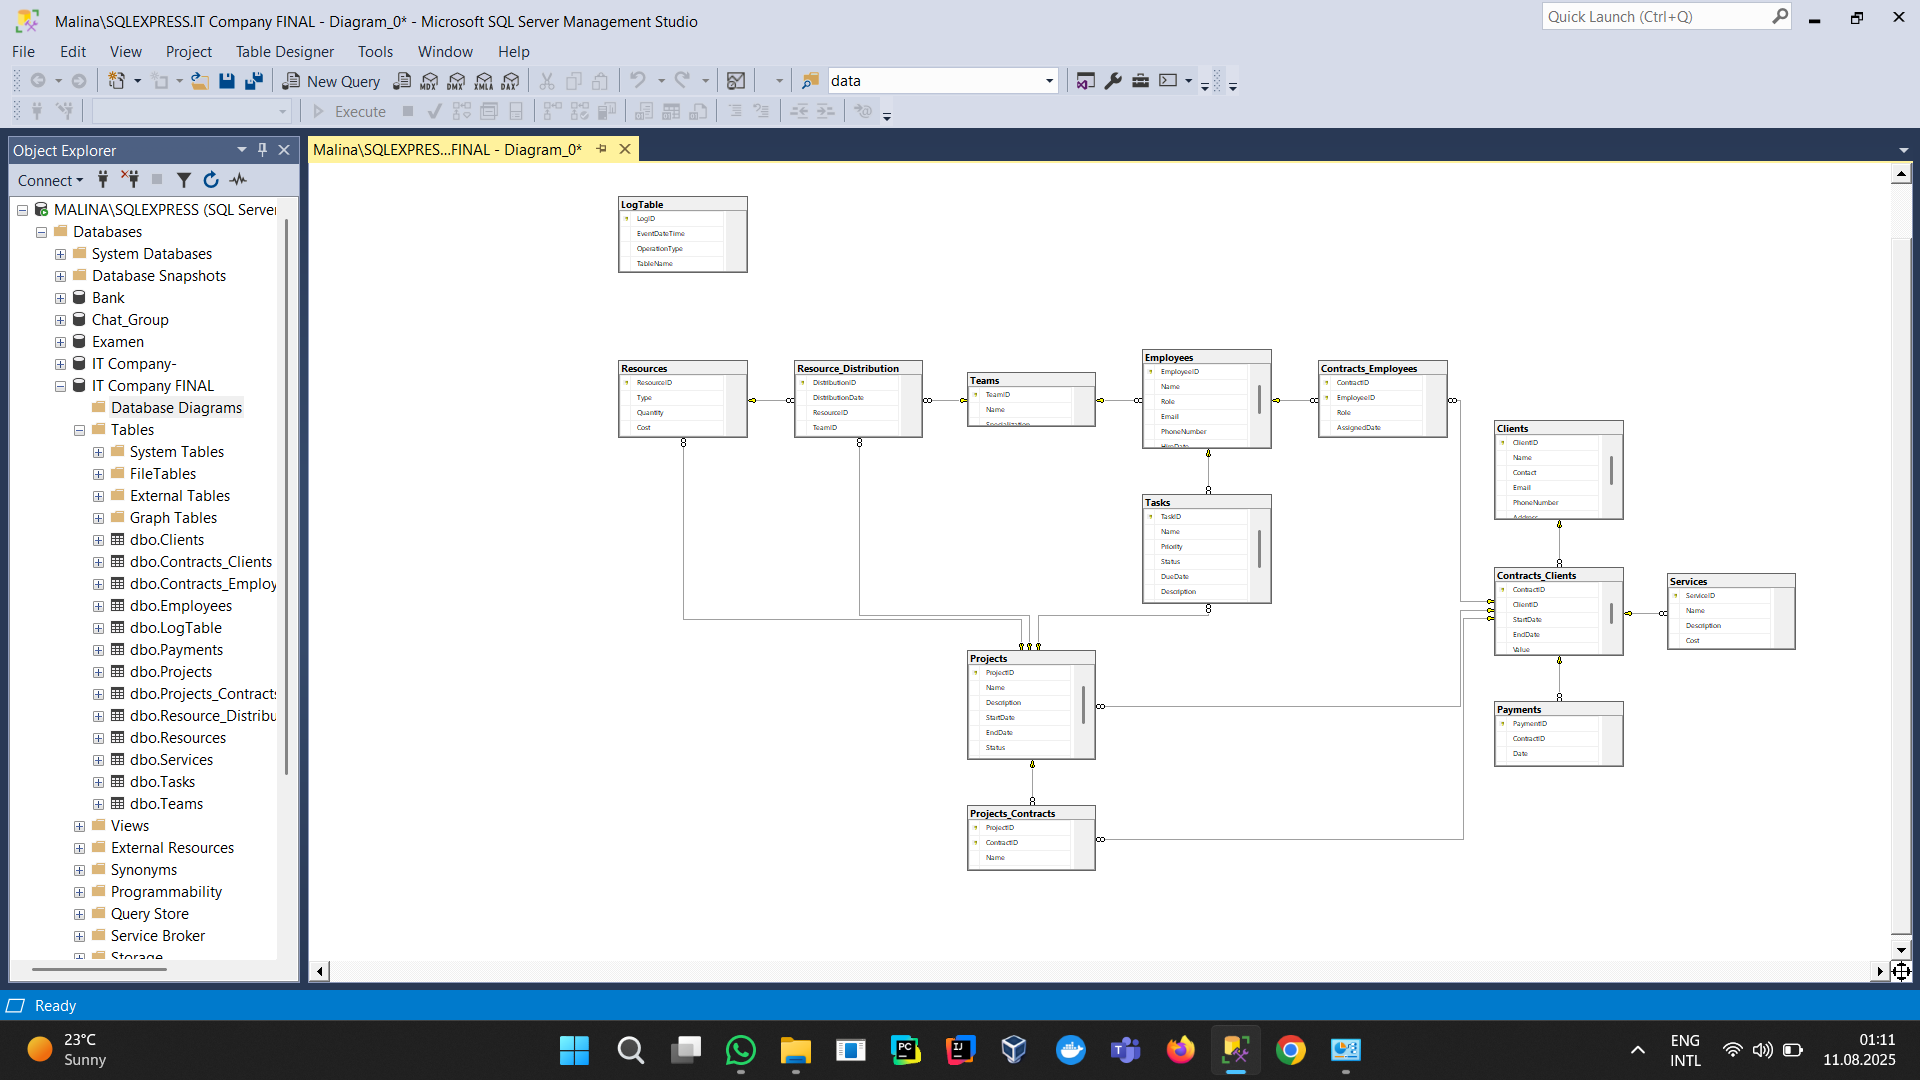 Malina\SQLEXPRESS.IT Company FINAL - Diagram_0* - Microsoft SQL Server Management Studio
Quick Launch (Ctrl+Q)
File Edit View Project Table Designer Tools Window Help
New Query MDX DMX XMLA DAX data
Execute
Object Explorer
Connect
MALINA\SQLEXPRESS (SQL Server
Databases
System Databases
Database Snapshots
Bank
Chat_Group
Examen
IT Company-
IT Company FINAL
Database Diagrams
Tables
System Tables
FileTables
External Tables
Graph Tables
dbo.Clients
dbo.Contracts_Clients
dbo.Contracts_Employ
dbo.Employees
dbo.LogTable
dbo.Payments
dbo.Projects
dbo.Projects_Contracts
dbo.Resource_Distribu
dbo.Resources
dbo.Services
dbo.Tasks
dbo.Teams
Views
External Resources
Synonyms
Programmability
Query Store
Service Broker
Storage
Malina\SQLEXPRES...FINAL - Diagram_0*
LogTable
LogID
EventDateTime
OperationType
TableName
Resources
ResourceID
Type
Quantity
Cost
Resource_Distribution
DistributionID
DistributionDate
ResourceID
TeamID
Teams
TeamID
Name
Specialization
Employees
EmployeeID
Name
Role
Email
PhoneNumber
HireDate
Contracts_Employees
ContractID
EmployeeID
Role
AssignedDate
Clients
ClientID
Name
Contact
Email
PhoneNumber
Address
Tasks
TaskID
Name
Priority
Status
DueDate
Description
Contracts_Clients
ContractID
ClientID
StartDate
EndDate
Value
Services
ServiceID
Name
Description
Cost
Projects
ProjectID
Name
Description
StartDate
EndDate
Status
Payments
PaymentID
ContractID
Date
Projects_Contracts
ProjectID
ContractID
Name
Ready
23°C
Sunny
PC
IJ
ENG
INTL
01:11
11.08.2025